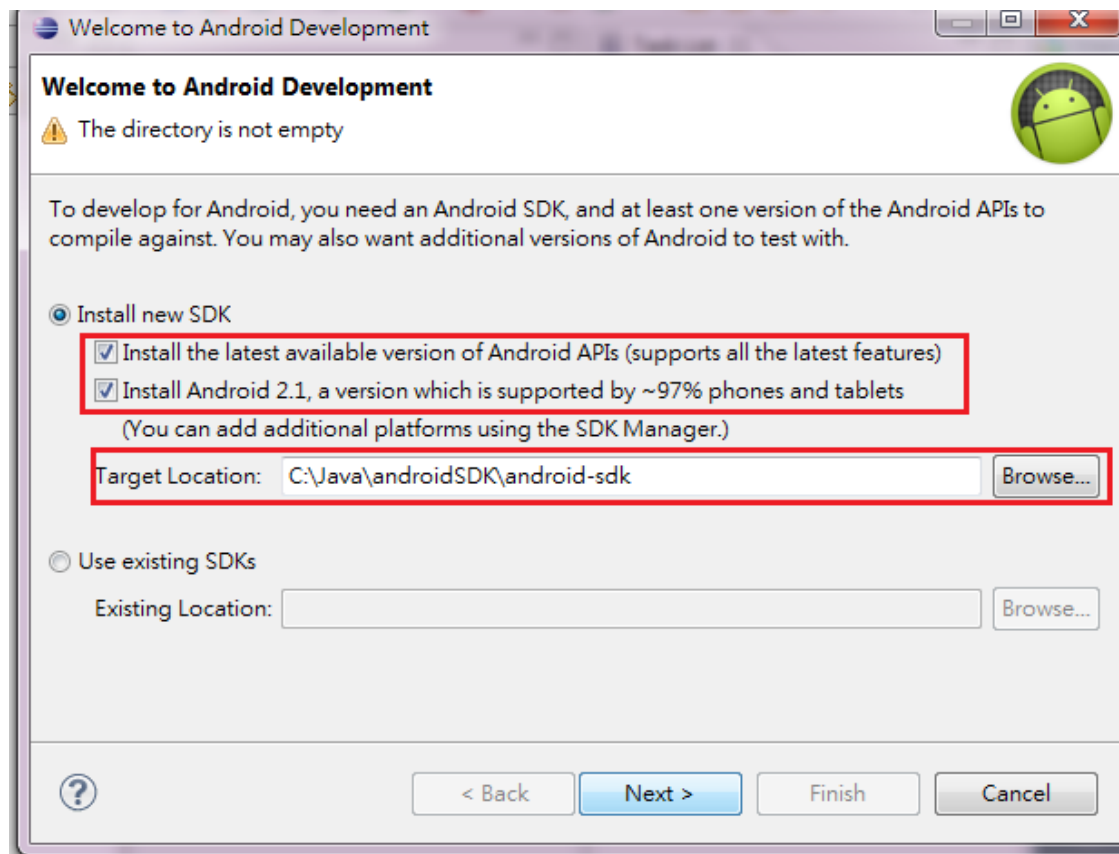 Welcome to Android Development
Welcome to Android Development
The directory is not empty
To develop for Android, you need an Android SDK, and at least one version of the Android APIs to
compile against. You may also want additional versions of Android to test with.
Install new SDK
Install the latest available version of Android APIs (supports all the latest features)
Install Android 2.1, a version which is supported by ~97% phones and tablets
(You can add additional platforms using the SDK Manager.)
Target Location: C:\Java\androidSDK\android-sdk Browse...
Use existing SDKs
Existing Location: Browse...
? < Back Next > Finish Cancel